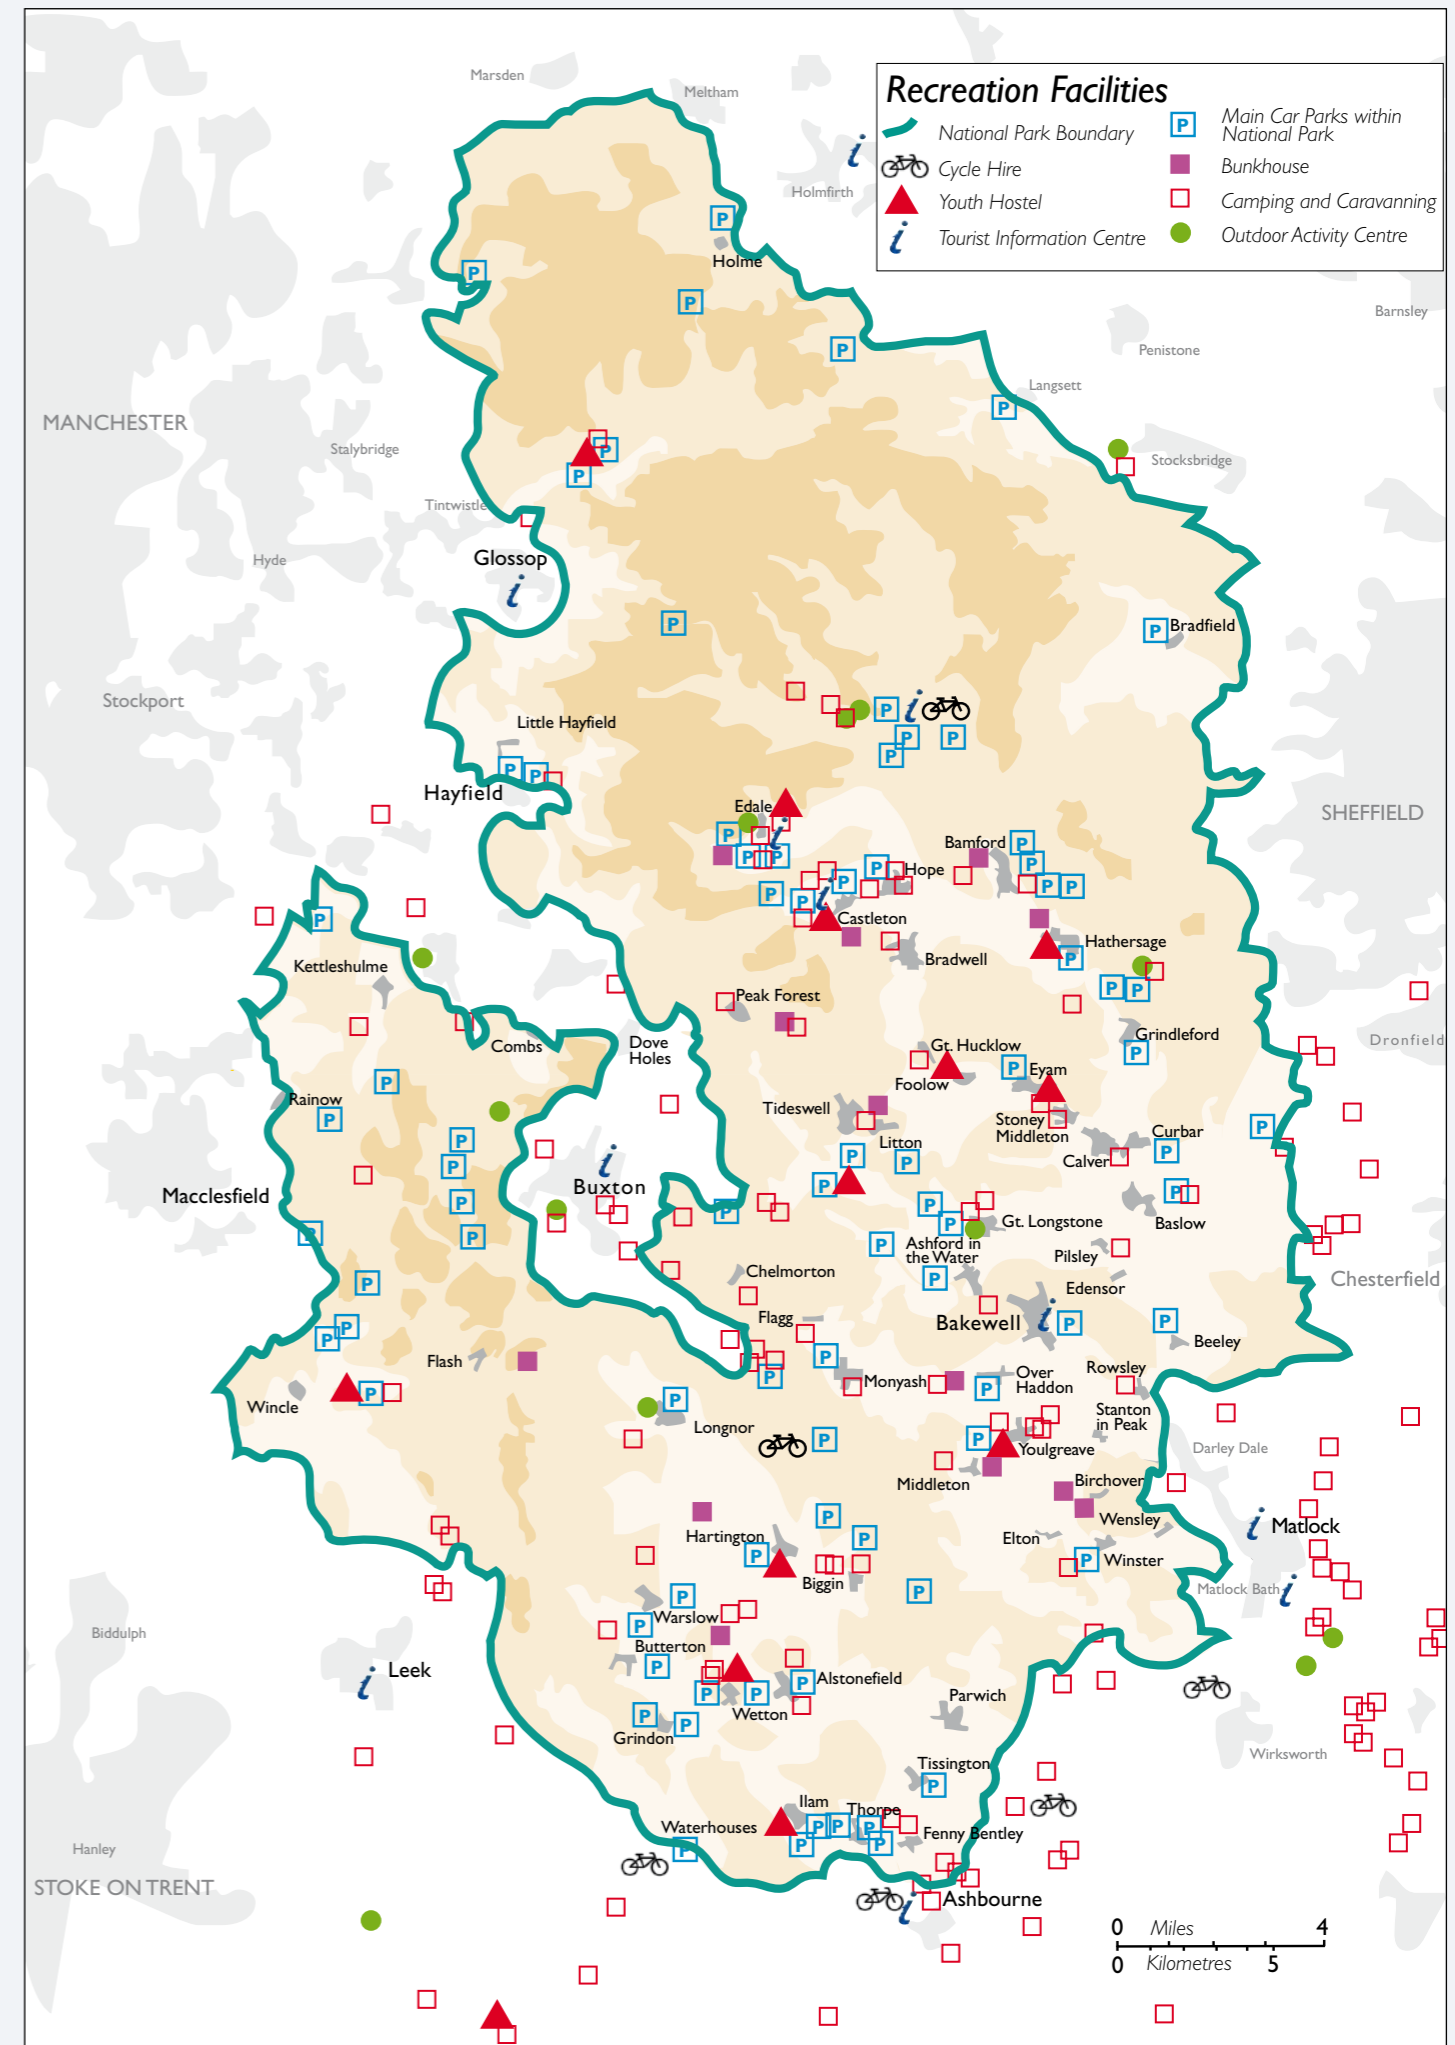 Marsden
Meltham
Recreation Facilities
National Park Boundary
Cycle Hire
Youth Hostel
i Tourist Information Centre
P Main Car Parks within
National Park
Bunkhouse
Camping and Caravanning
Outdoor Activity Centre
Holmfirth
Holme
Barnsley
Penistone
Langsett
MANCHESTER
Stalybridge
Stocksbridge
Tintwistle
Glossop
Hyde
Bradfield
Stockport
Little Hayfield
Hayfield
Edale
SHEFFIELD
Bamford
Hope
Castleton
Hathersage
Bradwell
Kettleshulme
Peak Forest
Grindleford
Dronfield
Combs
Dove
Holes
Gt. Hucklow
Foolow
Eyam
Rainow
Tideswell
Stoney
Middleton
Litton
Curbar
Calver
Macclesfield
Buxton
Baslow
Gt. Longstone
Ashford in
the Water
Pilsley
Chelmorton
Edensor
Chesterfield
Flagg
Bakewell
Beeley
Flash
Monyash
Over
Haddon
Rowsley
Wincle
Stanton
in Peak
Longnor
Youlgreave
Darley Dale
Middleton
Birchover
Wensley
Matlock
Hartington
Elton
Winster
Biggin
Matlock Bath
Warslow
Biddulph
Butterton
Leek
Alstonefield
Parwich
Wetton
Grindon
Wirksworth
Tissington
Ilam
Thorpe
Waterhouses
Fenny Bentley
Hanley
STOKE ON TRENT
Ashbourne
0 Miles 4
0 Kilometres 5